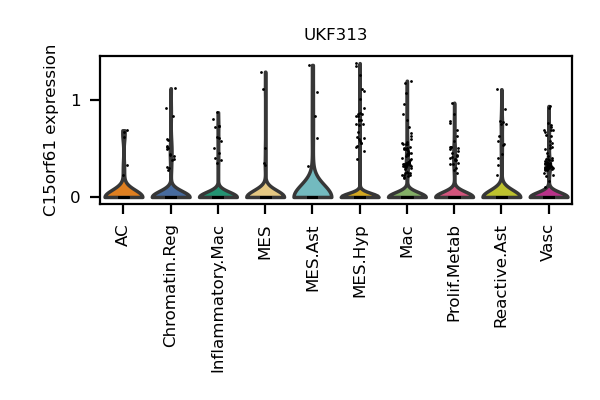 UKF313
C15orf61 expression
1
0
AC
Chromatin.Reg
Inflammatory.Mac
MES
MES.Ast
MES.Hyp
Mac
Prolif.Metab
Reactive.Ast
Vasc